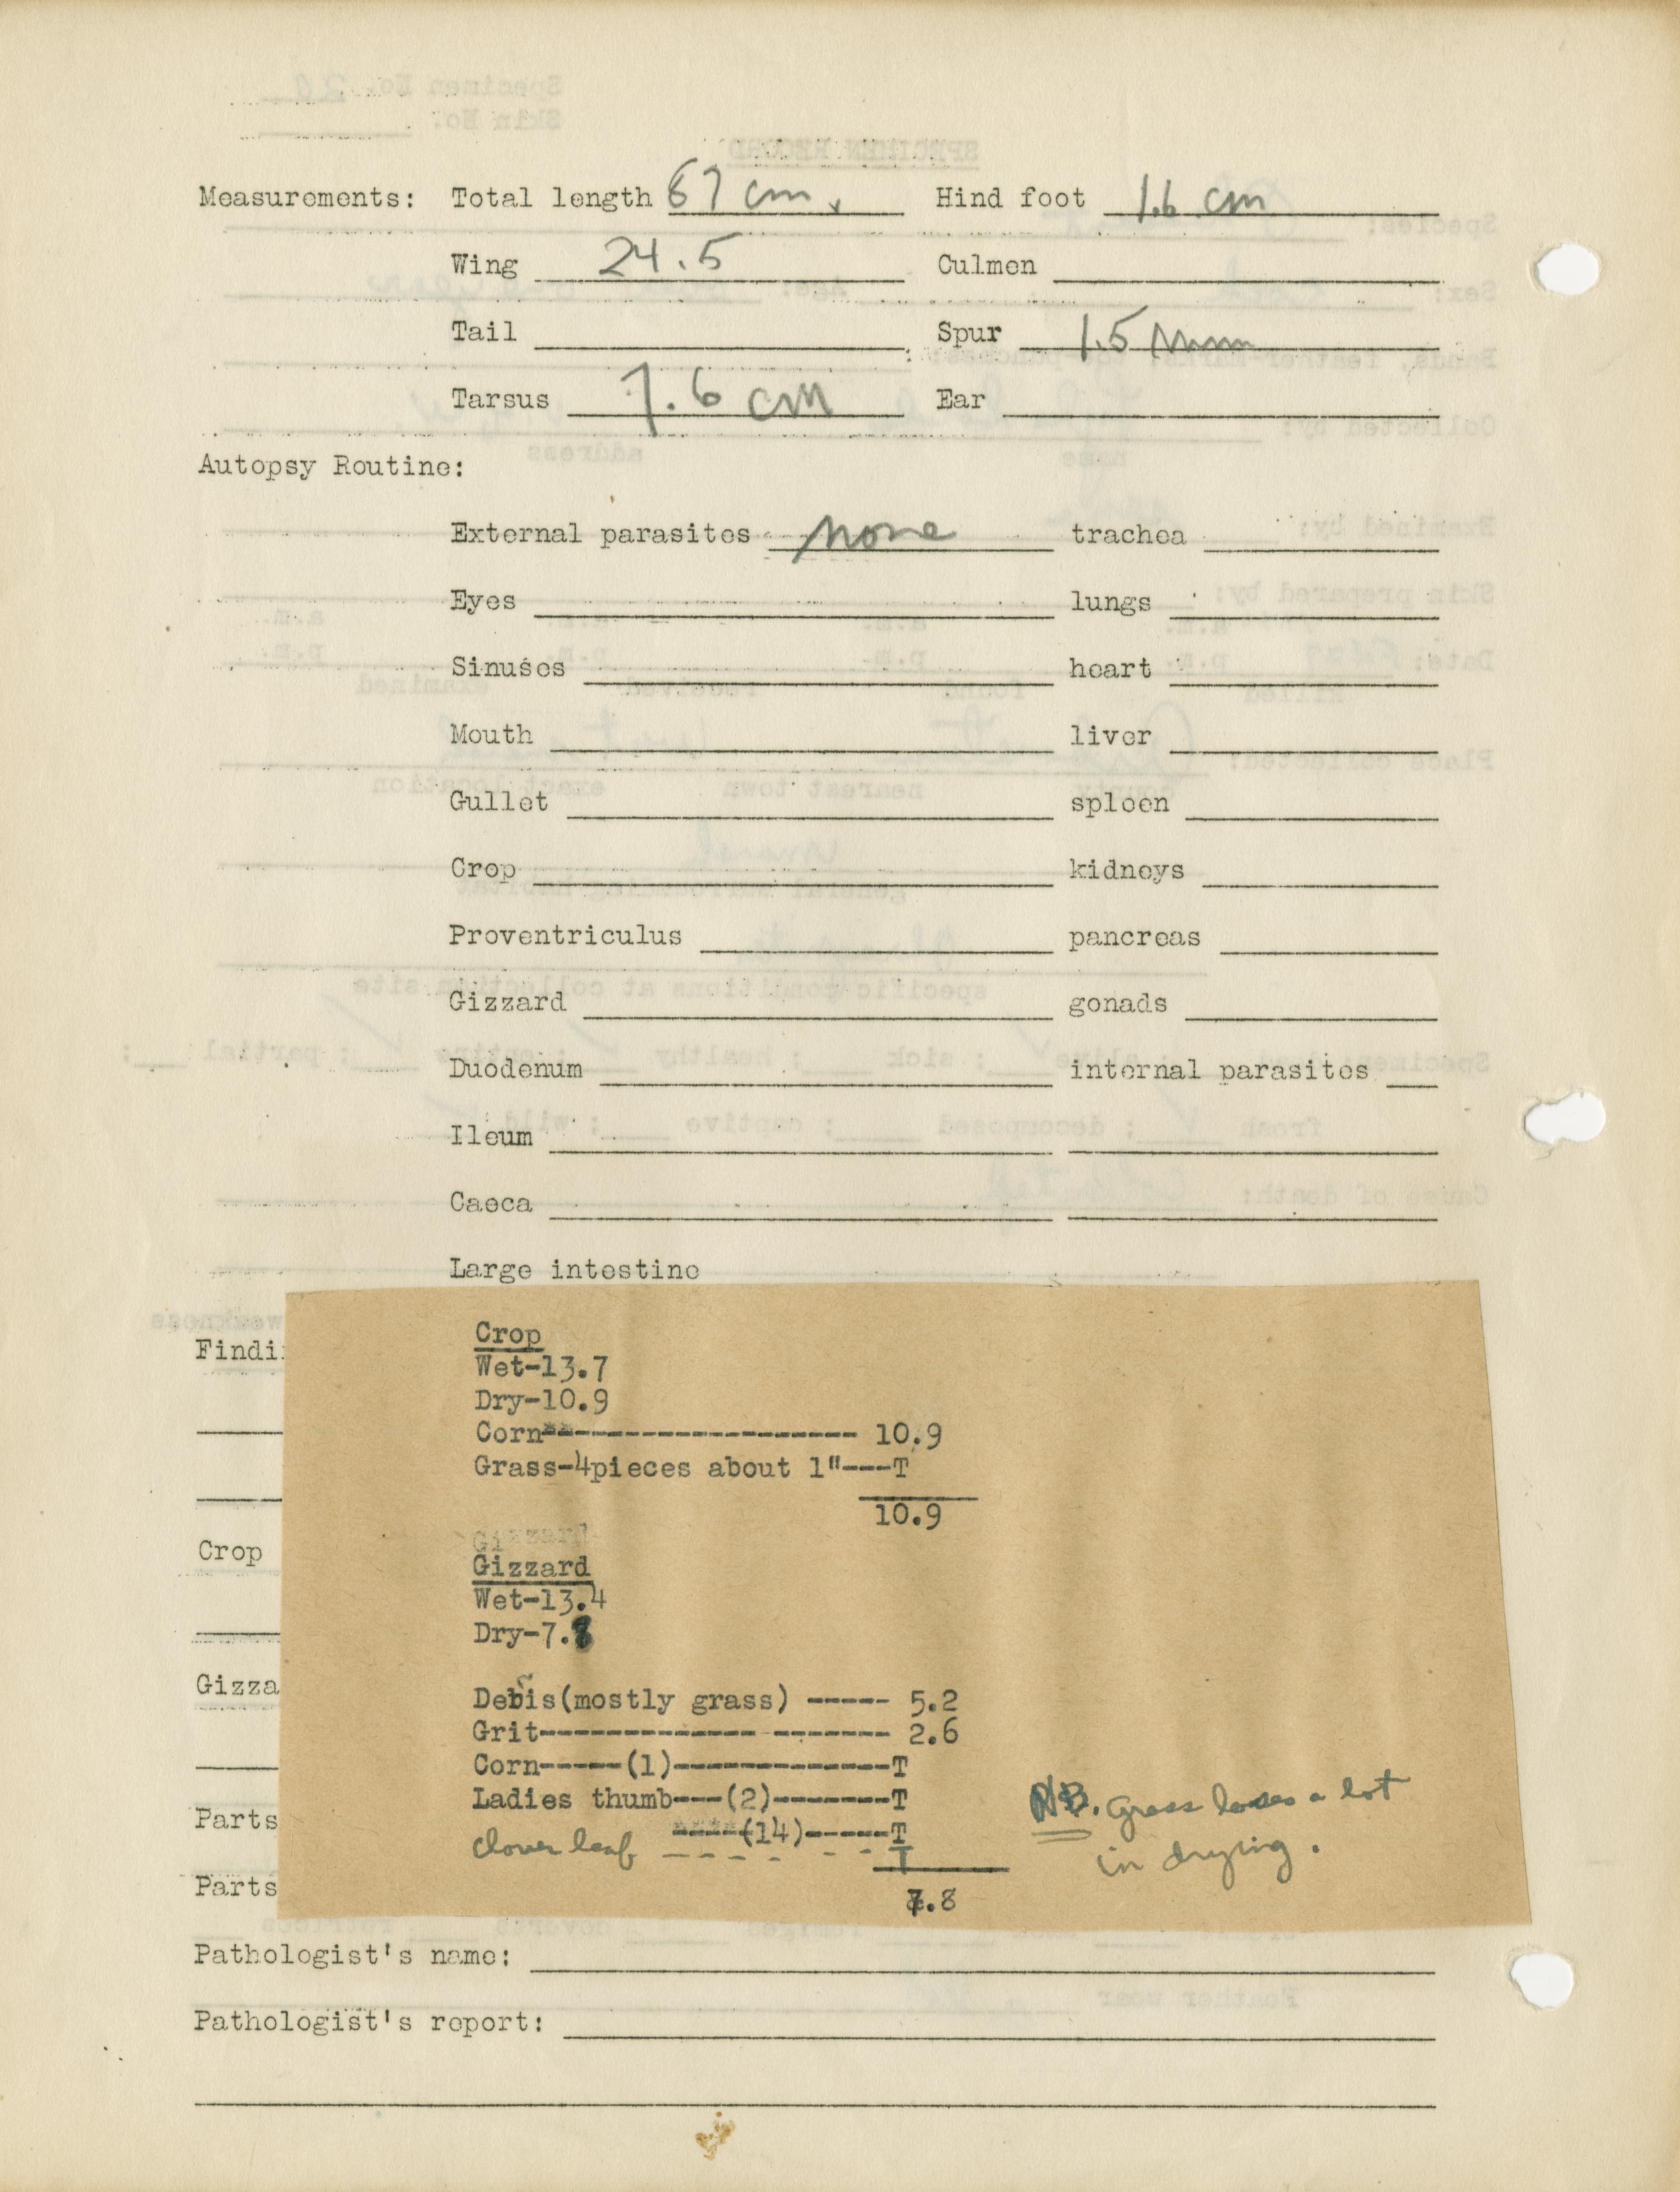 Measurements: Total length 87 cm. Hind foot 1.6 cm
Wing 24.5 Culmen
Tail Spur 1.5 mm
Tarsus 7.6 cm Ear
Autopsy Routine:
External parasites none trachea
Eyes lungs
Sinuses heart
Mouth liver
Gullet spleen
Crop kidneys
Proventriculus pancreas
Gizzard gonads
Duodenum internal parasites
Ileum
Caeca
Large intestine
Findi
Crop
Wet-13.7
Dry-10.9
Corn------------------- 10.9
Grass-4pieces about 1"----T
10.9
Crop
Gizzard
Gizzard
Wet-13.4
Dry-7.8
Gizza
Debris(mostly grass) ----- 5.2
Grit--------------------- 2.6
Corn-----(1)-------------T
Ladies thumb---(2)-------T
----(14)-----T
clover leaf - - - - - - T
7.8
N.B. Grass loses a lot
in drying.
Parts
Parts
Pathologist's name:
Pathologist's report: